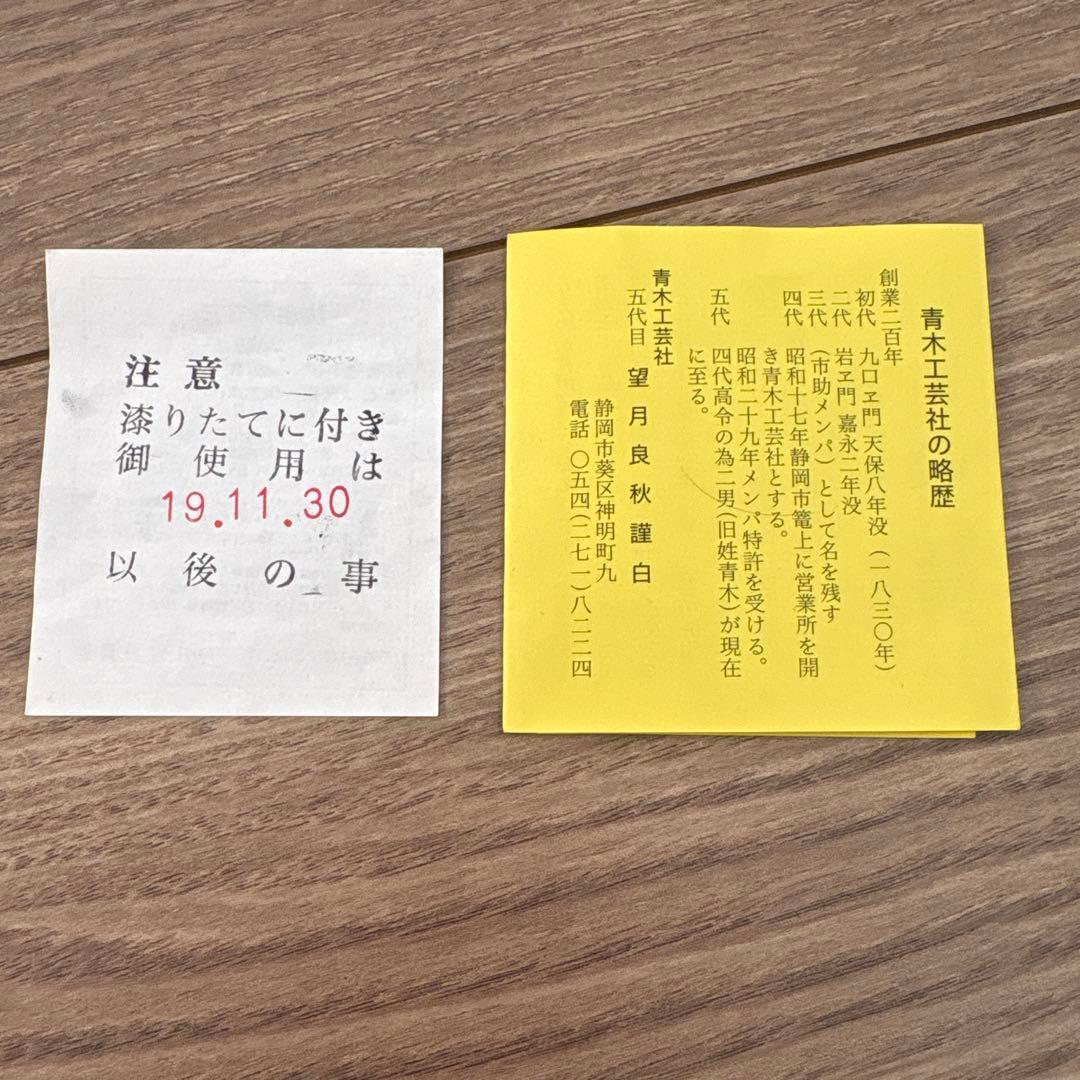 注意
漆りたてに付き
御使用は
19.11.30
以後の事
青木工芸社の略歴
創業二百年
初代 九口ヱ門 天保八年没(一八三〇年)
二代 岩ヱ門 嘉永二年没
三代 (市助メンパ)として名を残す
四代 昭和十七年静岡市篭上に営業所を開
き青木工芸社とする。
昭和二十九年メンパ特許を受ける。
五代 四代高令の為二男(旧姓青木)が現在
に至る。
青木工芸社
五代目 望月良秋謹白
静岡市葵区神明町九
電話 〇五四(二七一)八二二四